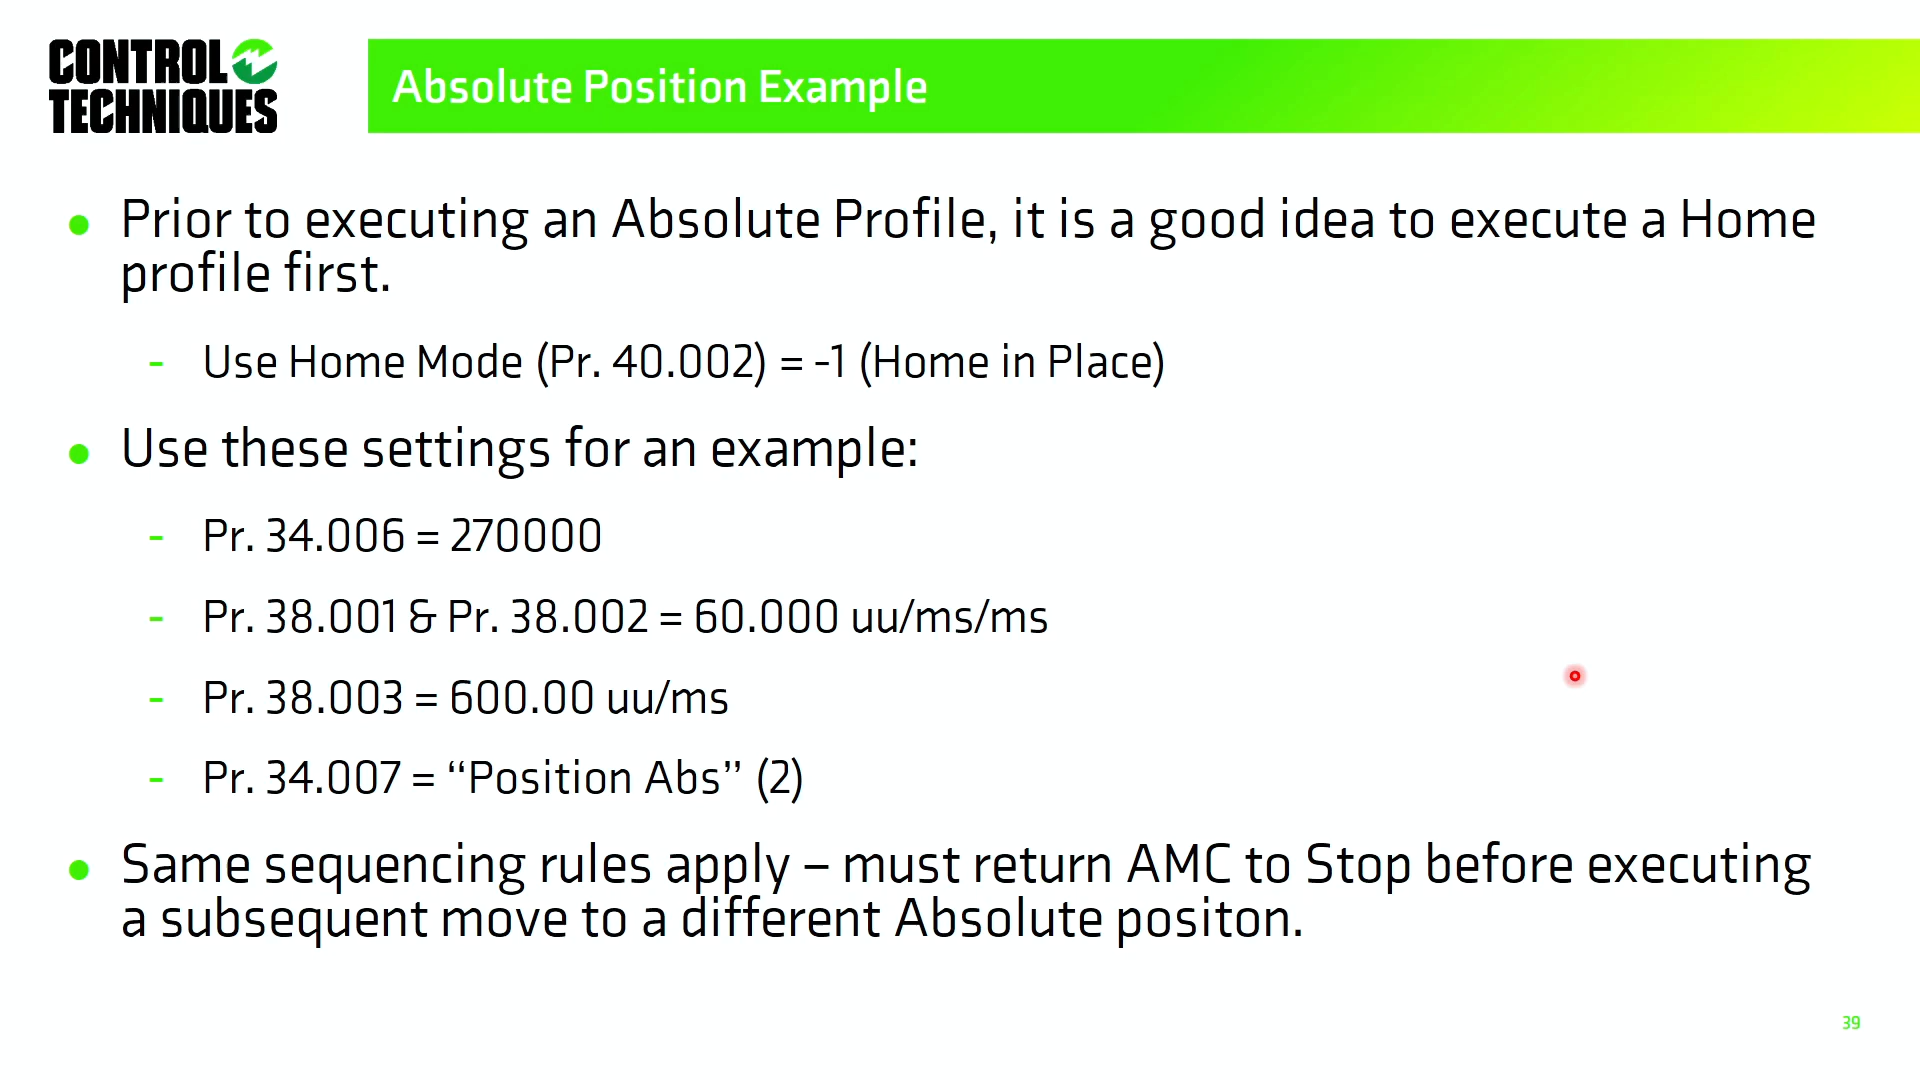 CONTROL
TECHNIQUES
Absolute Position Example
Prior to executing an Absolute Profile, it is a good idea to execute a Home
profile first.
- Use Home Mode (Pr. 40.002) = -1 (Home in Place)
Use these settings for an example:
- Pr. 34.006 = 270000
- Pr. 38.001 & Pr. 38.002 = 60.000 uu/ms/ms
- Pr. 38.003 = 600.00 uu/ms
- Pr. 34.007 = “Position Abs” (2)
Same sequencing rules apply – must return AMC to Stop before executing
a subsequent move to a different Absolute positon.
39